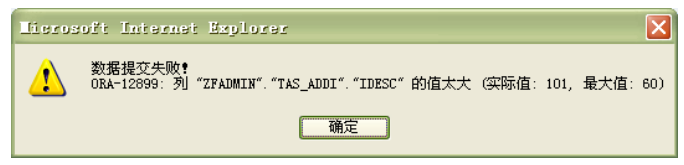 Microsoft Internet Explorer
数据提交失败!
ORA-12899: 列 "ZFADMIN"."TAS_ADDI"."IDESC" 的值太大 (实际值: 101, 最大值: 60)
确定